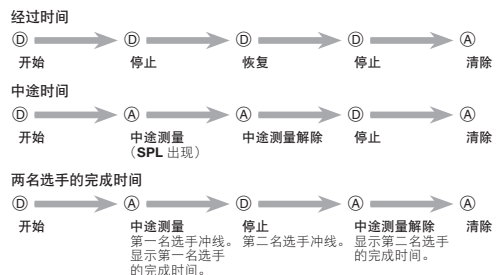 经过时间
Ⓓ Ⓓ Ⓓ Ⓓ Ⓐ
开始 停止 恢复 停止 清除
中途时间
Ⓓ Ⓐ Ⓐ Ⓓ Ⓐ
开始 中途测量 中途测量解除 停止 清除
（SPL 出现）
两名选手的完成时间
Ⓓ Ⓐ Ⓓ Ⓐ Ⓐ
开始 中途测量 停止 中途测量解除 清除
第一名选手冲线。 第二名选手冲线。 显示第二名选手
显示第一名选手 的完成时间。
的完成时间。